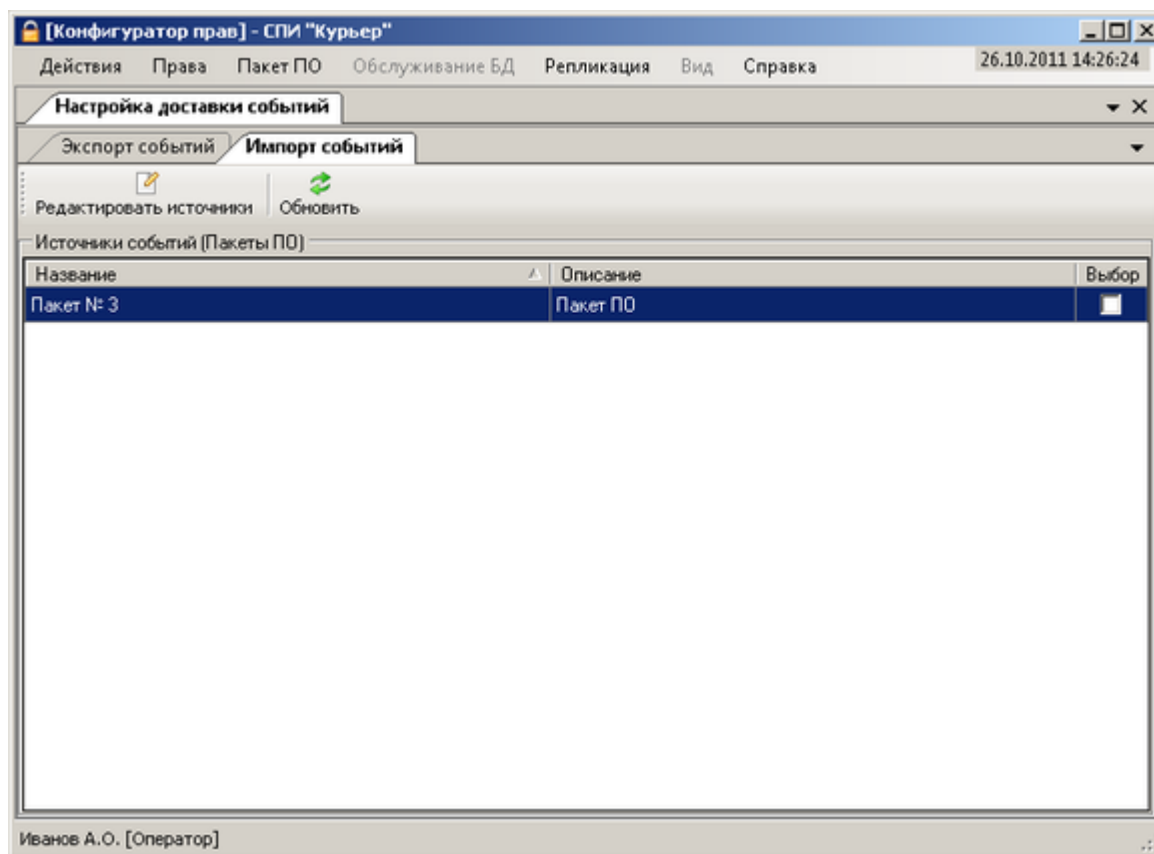 [Конфигуратор прав] - СПИ "Курьер"
Действия Права Пакет ПО Обслуживание БД Репликация Вид Справка 26.10.2011 14:26:24
Настройка доставки событий
Экспорт событий Импорт событий
Редактировать источники Обновить
Источники событий (Пакеты ПО)
Название Описание Выбор
Пакет № 3 Пакет ПО
Иванов А.О. [Оператор]